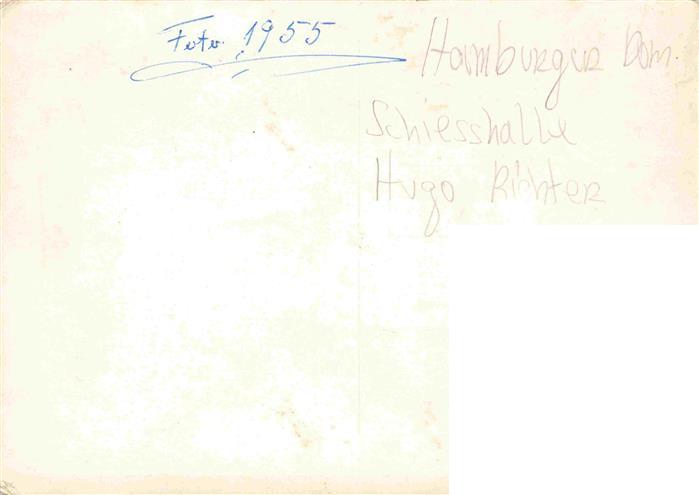 Foto 1955
Hamburger Dom.
Schiesshalle
Hugo Richter